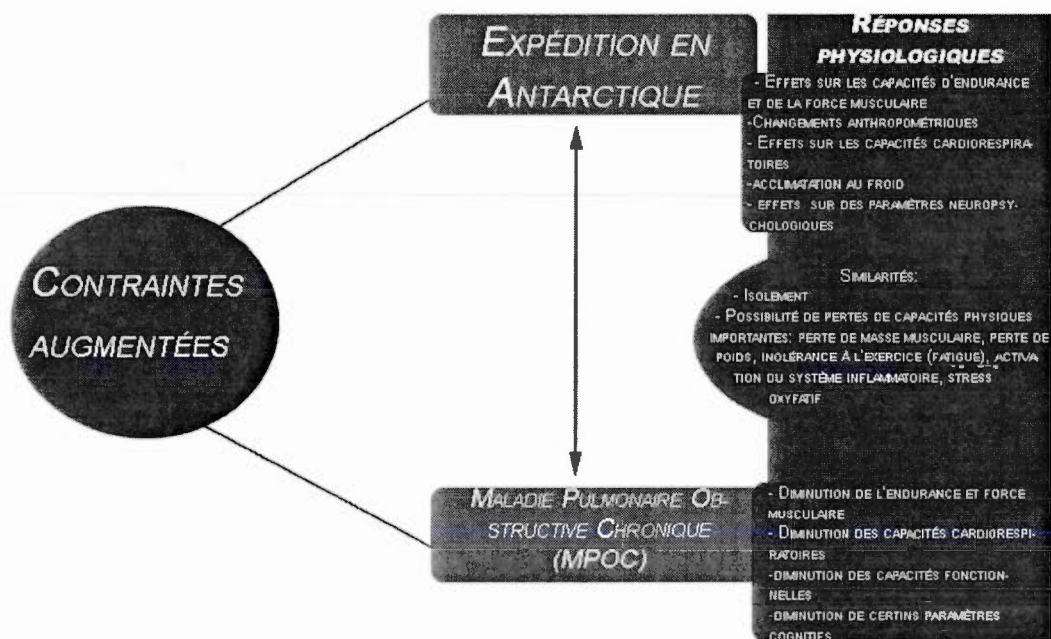 CONTRAINTES
AUGMENTÉES
EXPÉDITION EN
ANTARCTIQUE
MALADIE PULMONAIRE OB-
STRUCTIVE CHRONIQUE
(MPOC)
RÉPONSES
PHYSIOLOGIQUES
- EFFETS SUR LES CAPACITÉS D'ENDURANCE
ET DE LA FORCE MUSCULAIRE
-CHANGEMENTS ANTHROPOMÉTRIQUES
- EFFETS SUR LES CAPACITÉS CARDIORESPIRA-
TOIRES
-ACCLIMATATION AU FROID
- EFFETS SUR DES PARAMÈTRES NEUROPSY-
CHOLOGIQUES
SIMILARITÉS:
- ISOLEMENT
- POSSIBILITÉ DE PERTES DE CAPACITÉS PHYSIQUES
IMPORTANTES: PERTE DE MASSE MUSCULAIRE, PERTE DE
POIDS, INOLÉRANCE À L'EXERCICE (FATIGUE), ACTIVA
TION DU SYSTÈME INFLAMMATOIRE, STRESS
OXYFATIF
- DIMINUTION DE L'ENDURANCE ET FORCE
MUSCULAIRE
- DIMINUTION DES CAPACITÉS CARDIORESPI-
RATOIRES
-DIMINUTION DES CAPACITÉS FONCTION-
NELLES
-DIMINUTION DE CERTINS PARAMÈTRES
COGNITIFS